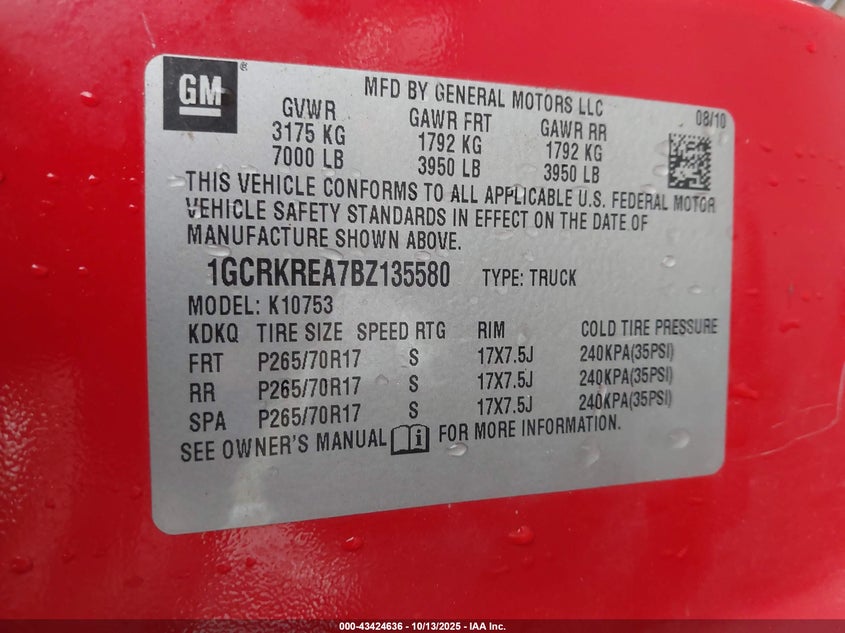 GM ®
MFD BY GENERAL MOTORS LLC
GVWR GAWR FRT GAWR RR 08/10
3175 KG 1792 KG 1792 KG
7000 LB 3950 LB 3950 LB
THIS VEHICLE CONFORMS TO ALL APPLICABLE U.S. FEDERAL MOTOR
VEHICLE SAFETY STANDARDS IN EFFECT ON THE DATE OF
MANUFACTURE SHOWN ABOVE.
1GCRKREA7BZ135580 TYPE: TRUCK
MODEL: K10753
KDKQ TIRE SIZE SPEED RTG RIM COLD TIRE PRESSURE
FRT P265/70R17 S 17X7.5J 240KPA(35PSI)
RR P265/70R17 S 17X7.5J 240KPA(35PSI)
SPA P265/70R17 S 17X7.5J 240KPA(35PSI)
SEE OWNER'S MANUAL i FOR MORE INFORMATION.
000-43424636 - 10/13/2025 - IAA Inc.